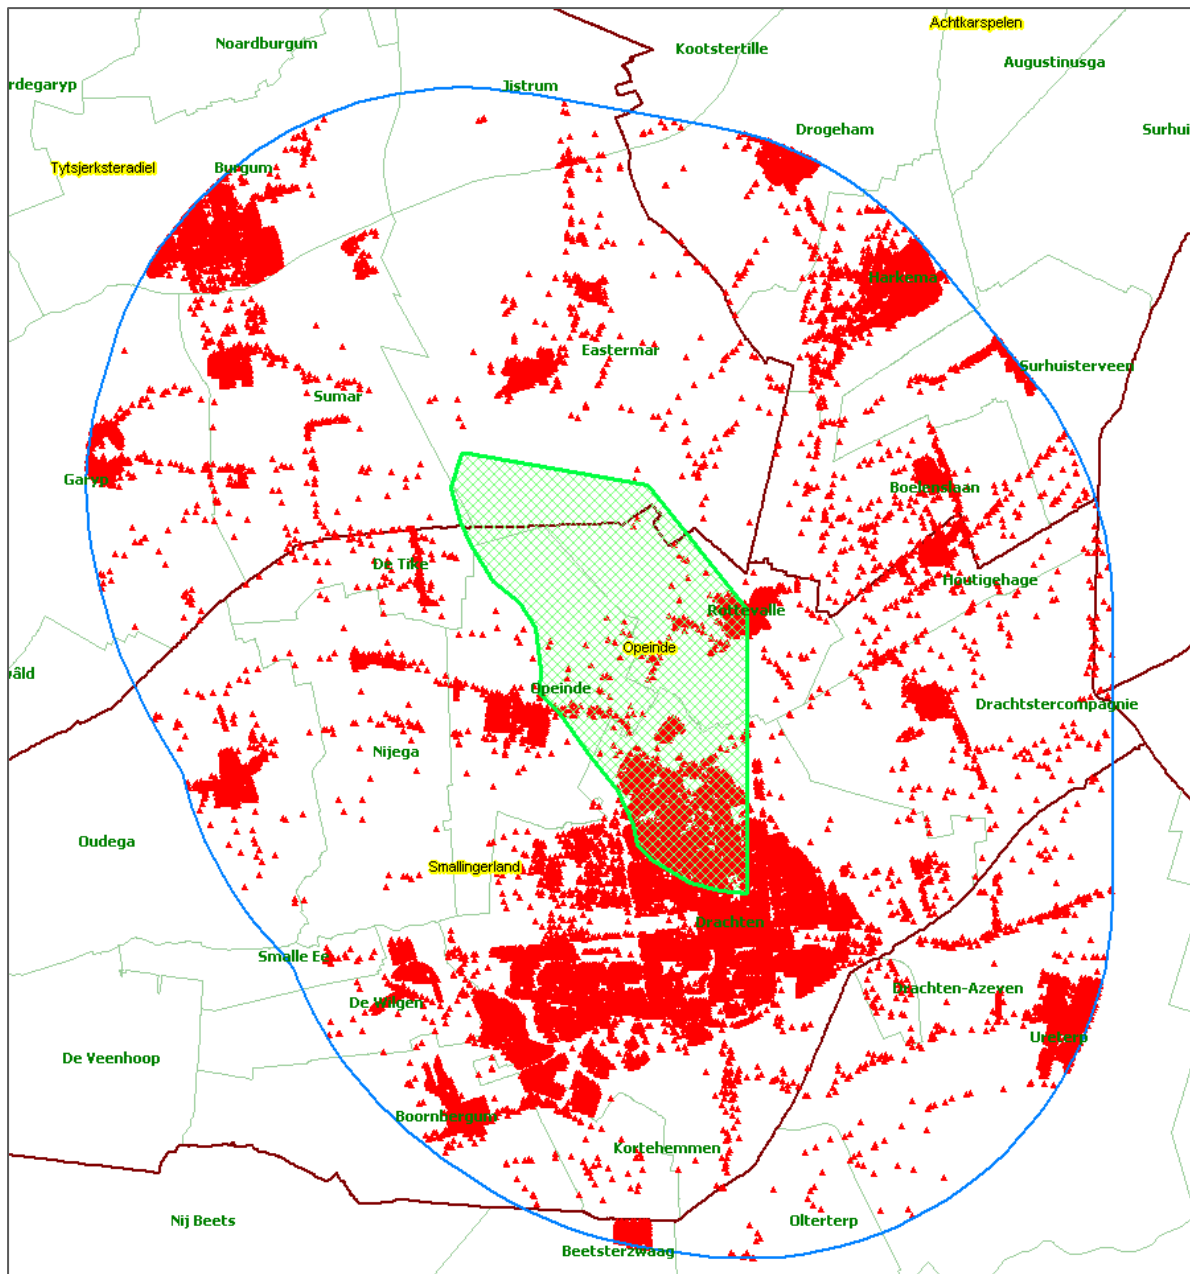 Achtkarspelen
Noardburgum
Kootstertille
Augustinusga
rdegaryp
Jistrum
Drogeham
Surhui
Tytsjerksteradiel
Burgum
Harkema
Eastermar
Surhuisterveen
Sumar
Garyp
Boelenslaan
De Tike
Houtigehage
Rottevalle
Opeinde
Opeinde
Drachtstercompagnie
Nijega
Oudega
Smallingerland
Drachten
Smalle Ee
De Wilgen
Drachten-Azeven
De Veenhoop
Ureterp
Boornbergum
Kortehemmen
Nij Beets
Olterterp
Beetsterzwaag